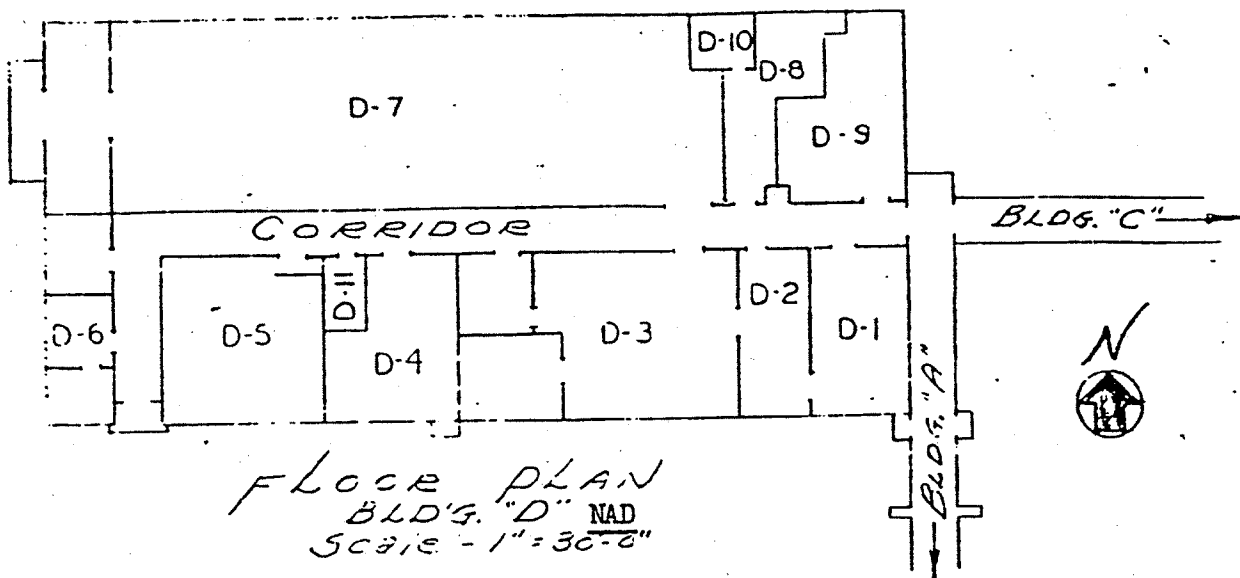 D-10
D-8
D-7
D-9
CORRIDOR
BLDG. "C"
D-11
D-2
D-6
D-5
D-4
D-3
D-1
N
BLDG. "A"
FLOOR PLAN
BLD'G. "D" NAD
Scale - 1" = 30'-0"